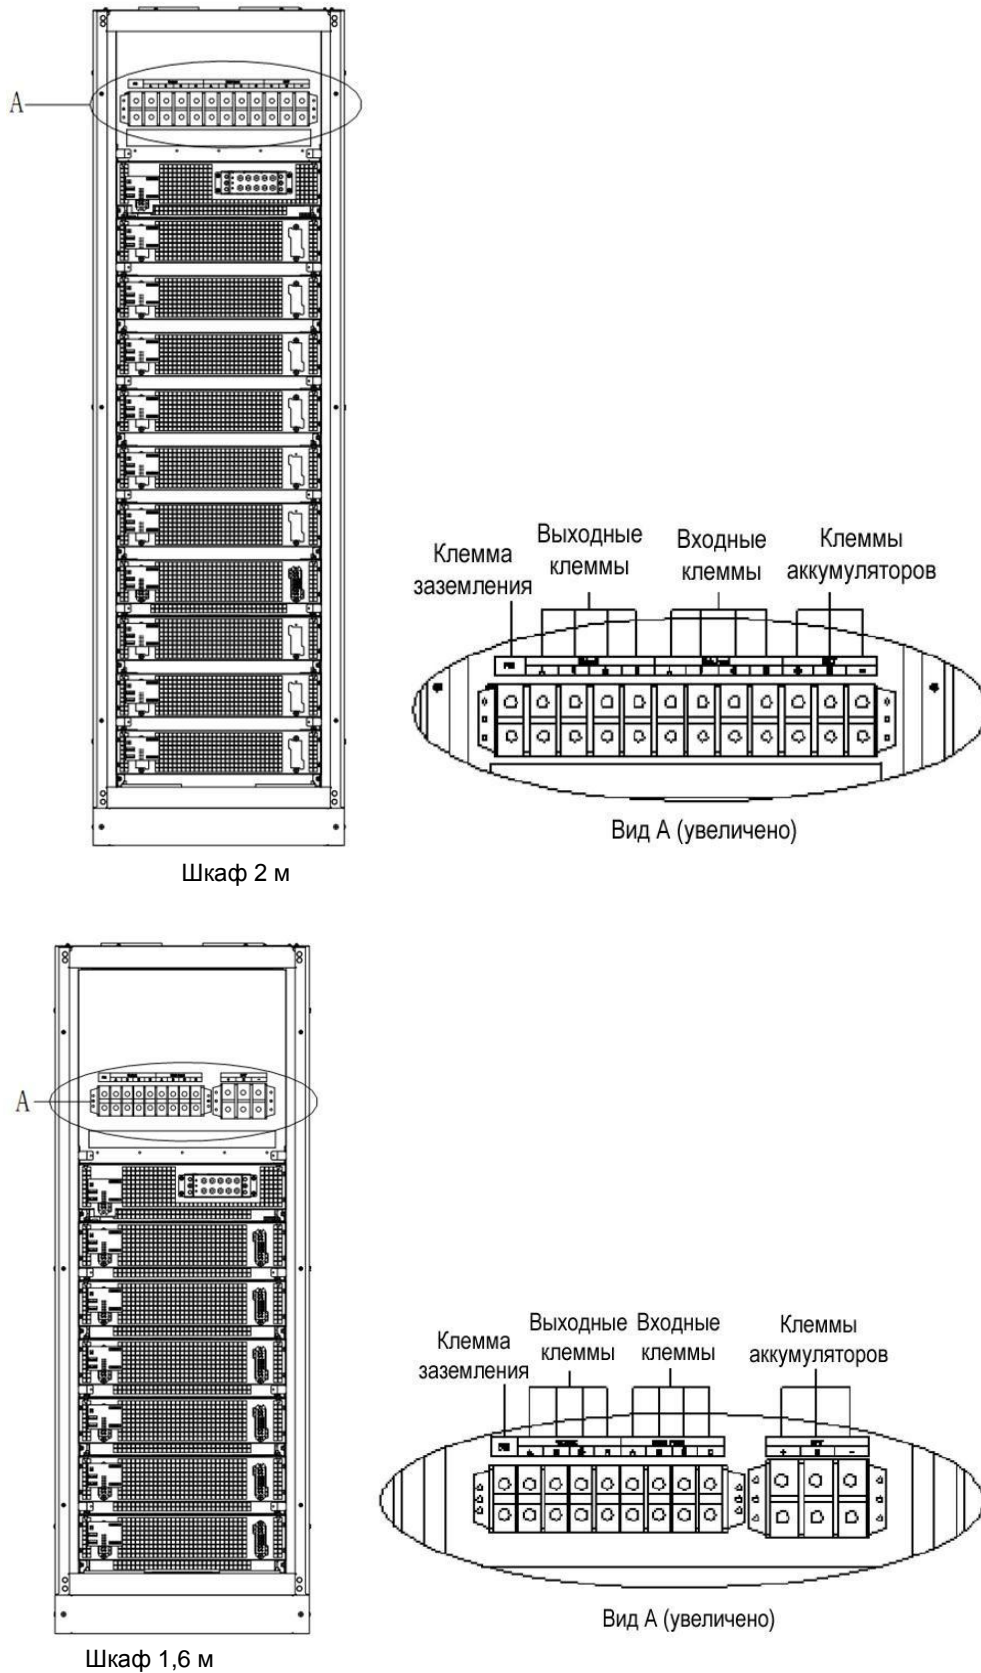 A
Клемма
заземления
Выходные
клеммы
Входные
клеммы
Клеммы
аккумуляторов
Вид А (увеличено)
Шкаф 2 м
A
Клемма
заземления
Выходные
клеммы
Входные
клеммы
Клеммы
аккумуляторов
+
−
Вид А (увеличено)
Шкаф 1,6 м